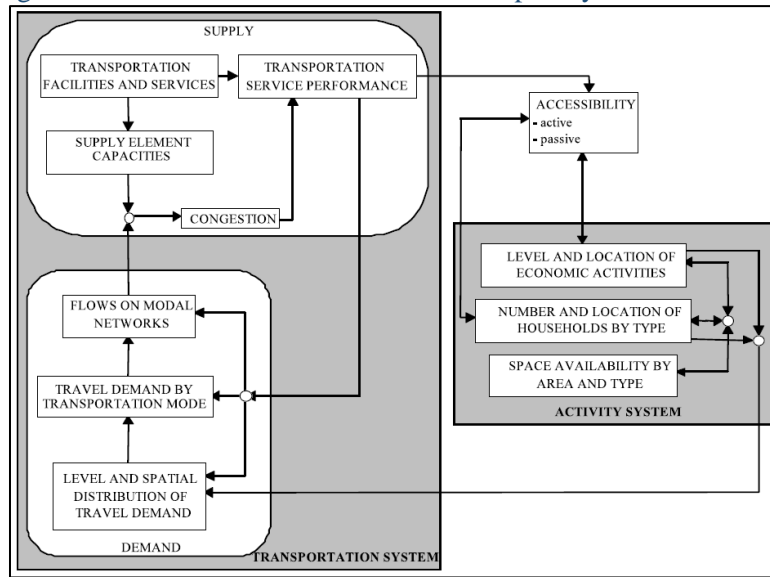 SUPPLY
TRANSPORTATION
FACILITIES AND SERVICES
TRANSPORTATION
SERVICE PERFORMANCE
SUPPLY ELEMENT
CAPACITIES
CONGESTION
ACCESSIBILITY
- active
- passive
LEVEL AND LOCATION OF
ECONOMIC ACTIVITIES
NUMBER AND LOCATION OF
HOUSEHOLDS BY TYPE
SPACE AVAILABILITY BY
AREA AND TYPE
ACTIVITY SYSTEM
FLOWS ON MODAL
NETWORKS
TRAVEL DEMAND BY
TRANSPORTATION MODE
LEVEL AND SPATIAL
DISTRIBUTION OF
TRAVEL DEMAND
DEMAND
TRANSPORTATION SYSTEM